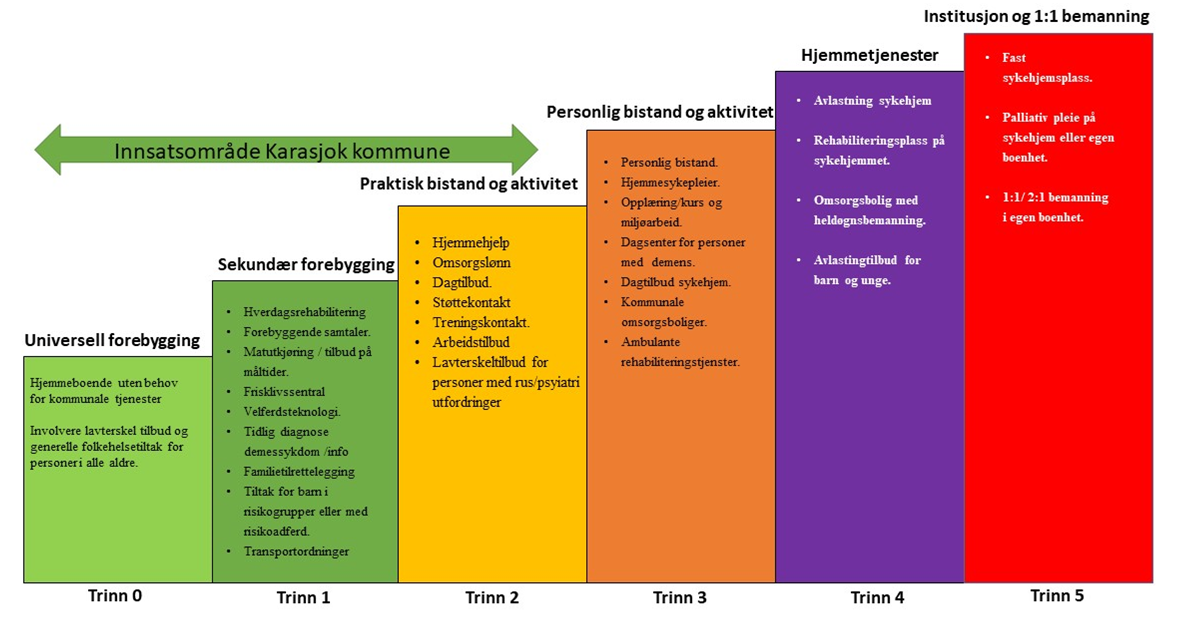 Institusjon og 1:1 bemanning
• Fast
sykehjemsplass.
• Palliativ pleie på
sykehjem eller egen
boenhet.
• 1:1/ 2:1 bemanning
i egen boenhet.
Trinn 5
Hjemmetjenester
• Avlastning sykehjem
• Rehabiliteringsplass på
sykehjemmet.
• Omsorgsbolig med
heldøgnsbemanning.
• Avlastingtilbud for
barn og unge.
Trinn 4
Personlig bistand og aktivitet
• Personlig bistand.
• Hjemmesykepleier.
• Opplæring/kurs og
miljøarbeid.
• Dagsenter for personer
med demens.
• Dagtilbud sykehjem.
• Kommunale
omsorgsboliger.
• Ambulante
rehabiliteringstjenster.
Trinn 3
Innsatsområde Karasjok kommune
Praktisk bistand og aktivitet
• Hjemmehjelp
• Omsorgslønn
• Dagtilbud.
• Støttekontakt
• Treningskontakt.
• Arbeidstilbud
• Lavterskeltilbud for
personer med rus/psyiatri
utfordringer
Trinn 2
Sekundær forebygging
• Hverdagsrehabilitering
• Forebyggende samtaler.
• Matutkjøring / tilbud på
måltider.
• Frisklivssentral
• Velferdsteknologi.
• Tidlig diagnose
demessykdom /info
• Familietilrettelegging
• Tiltak for barn i
risikogrupper eller med
risikoadferd.
• Transportordninger
Trinn 1
Universell forebygging
Hjemmeboende uten behov
for kommunale tjenester
Involvere lavterskel tilbud og
generelle folkehelsetiltak for
personer i alle aldre.
Trinn 0